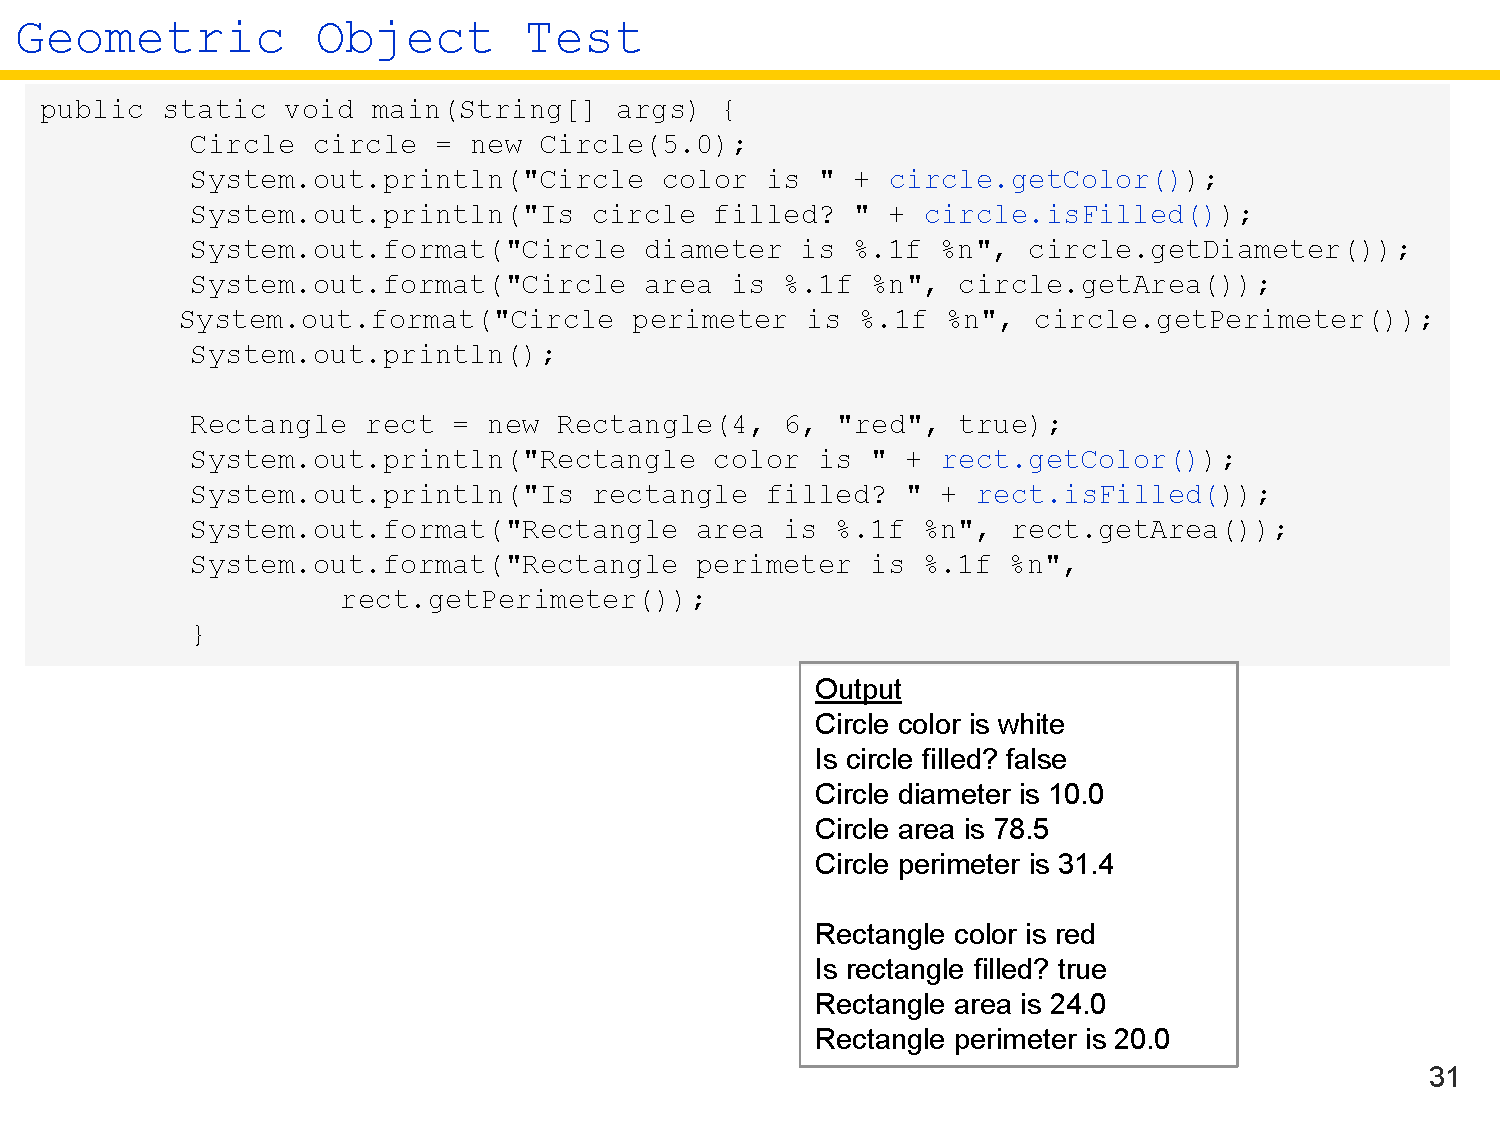 Geometric Object Test
public static void main(String[] args) {
Circle circle = new Circle(5.0);
System.out.println("Circle color is " + circle.getColor());
System.out.println("Is circle filled? " + circle.isFilled());
System.out.format("Circle diameter is %.1f %n", circle.getDiameter());
System.out.format("Circle area is %.1f %n", circle.getArea());
System.out.format("Circle perimeter is %.1f %n", circle.getPerimeter());
System.out.println();
Rectangle rect = new Rectangle(4, 6, "red", true);
System.out.println("Rectangle color is " + rect.getColor());
System.out.println("Is rectangle filled? " + rect.isFilled());
System.out.format("Rectangle area is %.1f %n", rect.getArea());
System.out.format("Rectangle perimeter is %.1f %n",
rect.getPerimeter());
}
Output
Circle color is white
Is circle filled? false
Circle diameter is 10.0
Circle area is 78.5
Circle perimeter is 31.4
Rectangle color is red
Is rectangle filled? true
Rectangle area is 24.0
Rectangle perimeter is 20.0
31